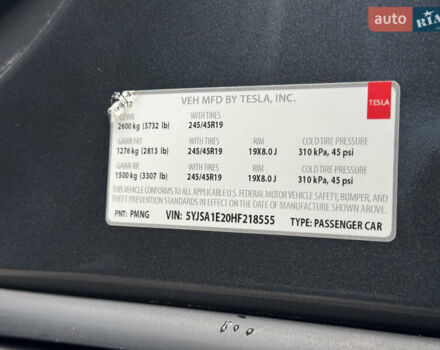 auto RIA
9/17 VEH MFD BY TESLA, INC.
TESLA
GVWR WITH TIRES
2600 kg (5732 lb) 245/45R19
GAWR FRT WITH TIRES RIM COLD TIRE PRESSURE
1276 kg (2813 lb) 245/45R19 19X8.0 J 310 kPa, 45 psi
GAWR RR WITH TIRES RIM COLD TIRE PRESSURE
1500 kg (3307 lb) 245/45R19 19X8.0 J 310 kPa, 45 psi
THIS VEHICLE CONFORMS TO ALL APPLICABLE U.S. FEDERAL MOTOR VEHICLE SAFETY, BUMPER, AND
THEFT PREVENTION STANDARDS IN EFFECT ON THE DATE OF MANUFACTURE SHOWN ABOVE.
PNT: PMNG VIN: 5YJSA1E20HF218555 TYPE: PASSENGER CAR